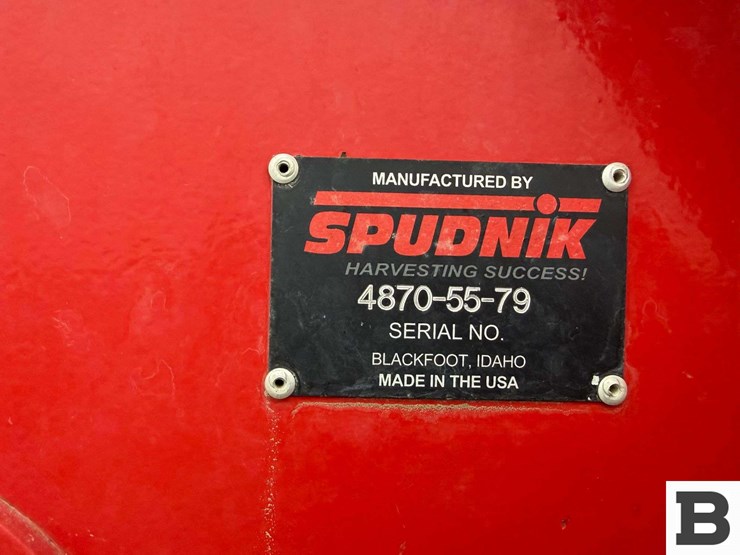 MANUFACTURED BY
SPUDNIK
HARVESTING SUCCESS!
4870-55-79
SERIAL NO.
BLACKFOOT, IDAHO
MADE IN THE USA
B